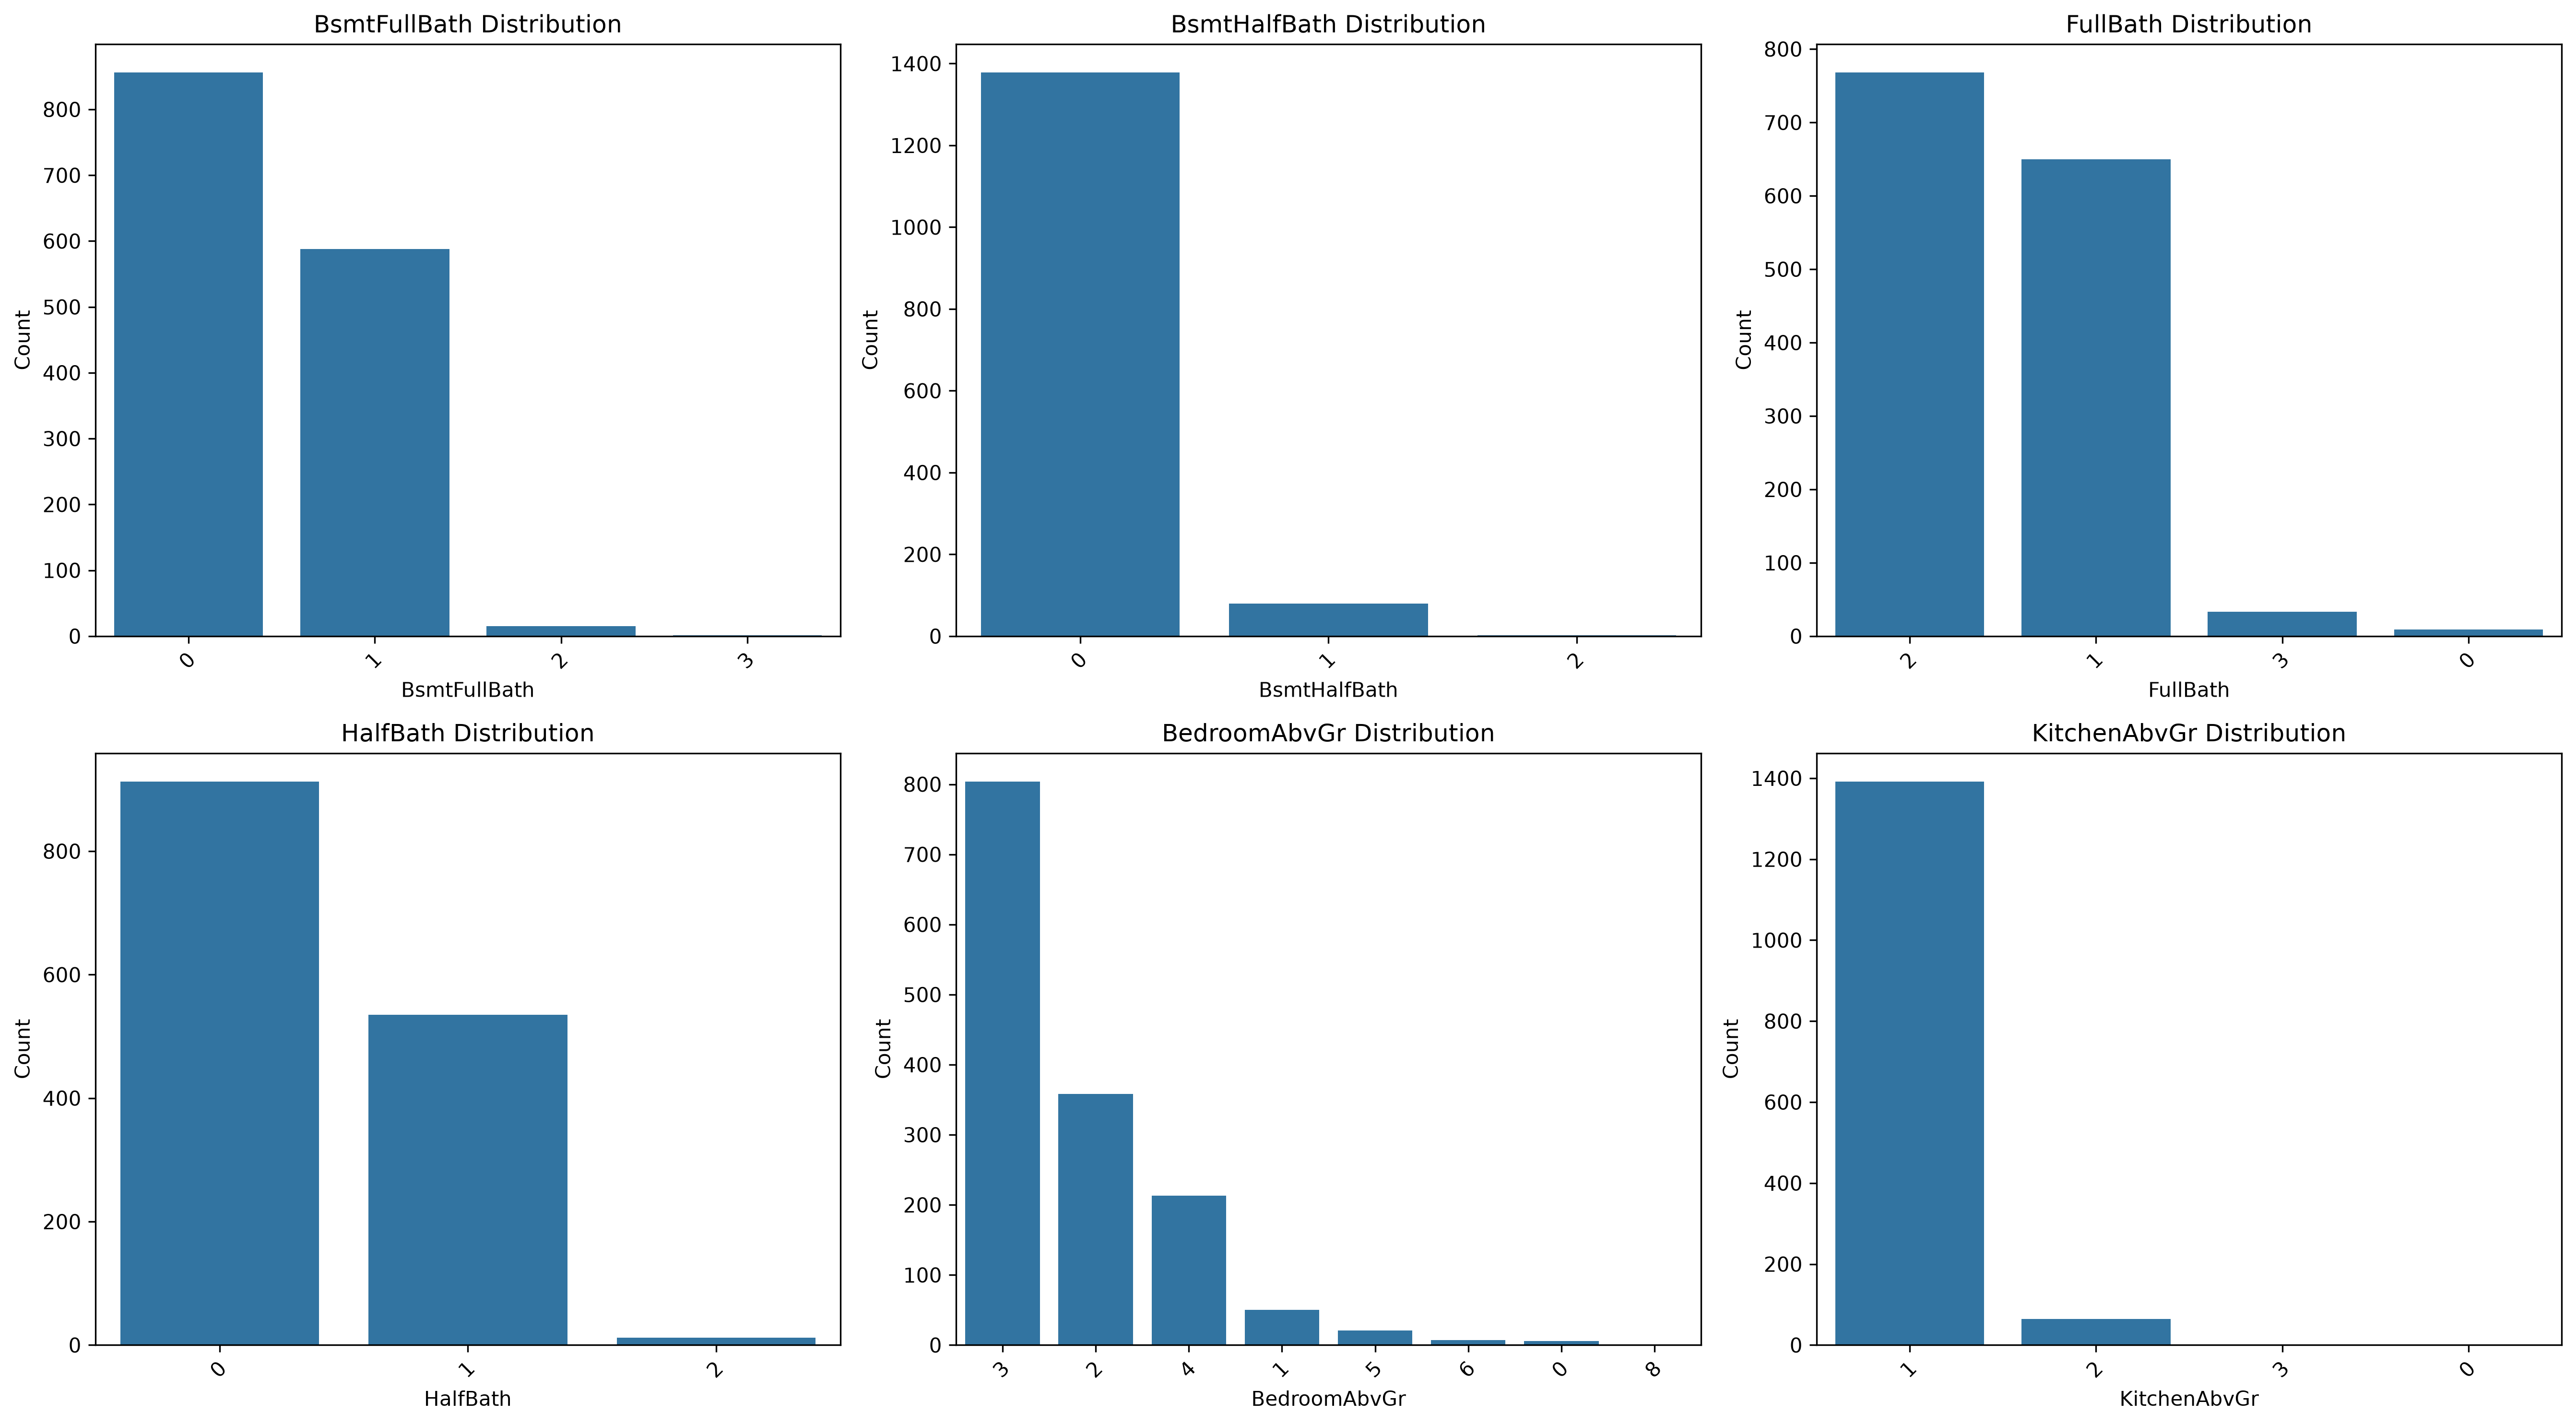 BsmtFullBath Distribution
800
700
600
500
400
300
200
100
0
Count
0 1 2 3
BsmtFullBath
BsmtHalfBath Distribution
1400
1200
1000
800
600
400
200
0
Count
0 1 2
BsmtHalfBath
FullBath Distribution
800
700
600
500
400
300
200
100
0
Count
2 1 3 0
FullBath
HalfBath Distribution
800
600
400
200
0
Count
0 1 2
HalfBath
BedroomAbvGr Distribution
800
700
600
500
400
300
200
100
0
Count
3 2 4 1 5 6 0 8
BedroomAbvGr
KitchenAbvGr Distribution
1400
1200
1000
800
600
400
200
0
Count
1 2 3 0
KitchenAbvGr